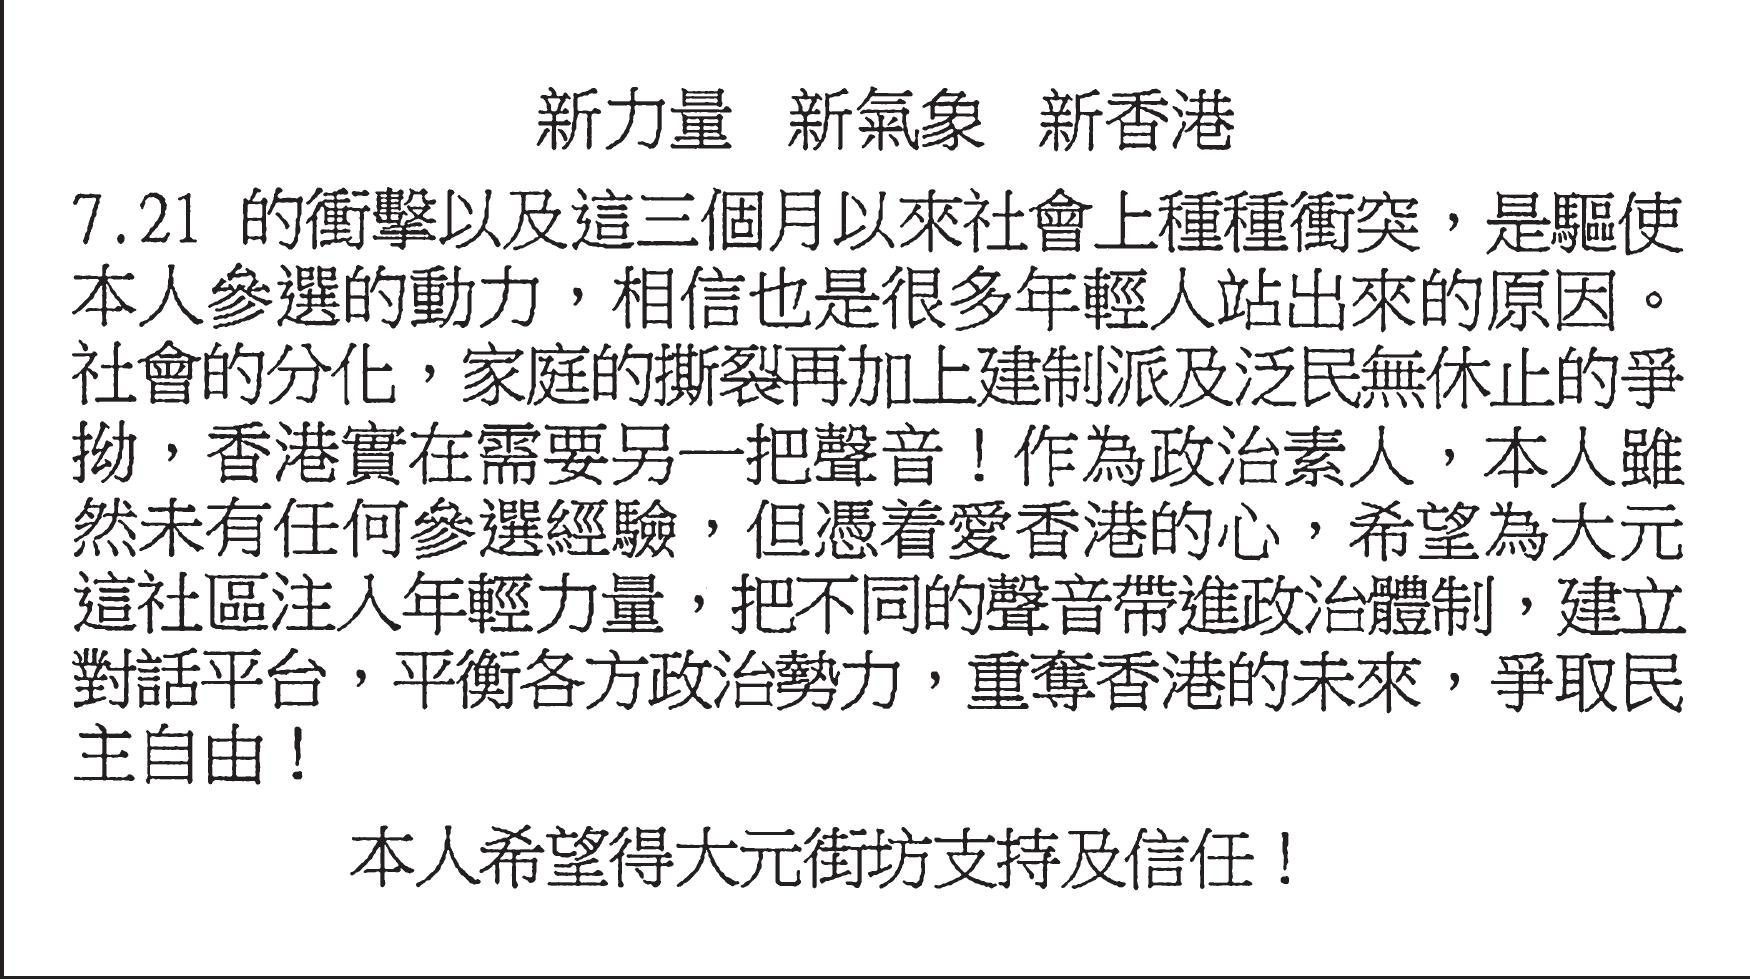 新力量 新氣象 新香港
7.21 的衝擊以及這三個月以來社會上種種衝突，是驅使
本人參選的動力，相信也是很多年輕人站出來的原因。
社會的分化，家庭的撕裂再加上建制派及泛民無休止的爭
拗，香港實在需要另一把聲音！作為政治素人，本人雖
然未有任何參選經驗，但憑着愛香港的心，希望為大元
這社區注入年輕力量，把不同的聲音帶進政治體制，建立
對話平台，平衡各方政治勢力，重奪香港的未來，爭取民
主自由！
本人希望得大元街坊支持及信任！